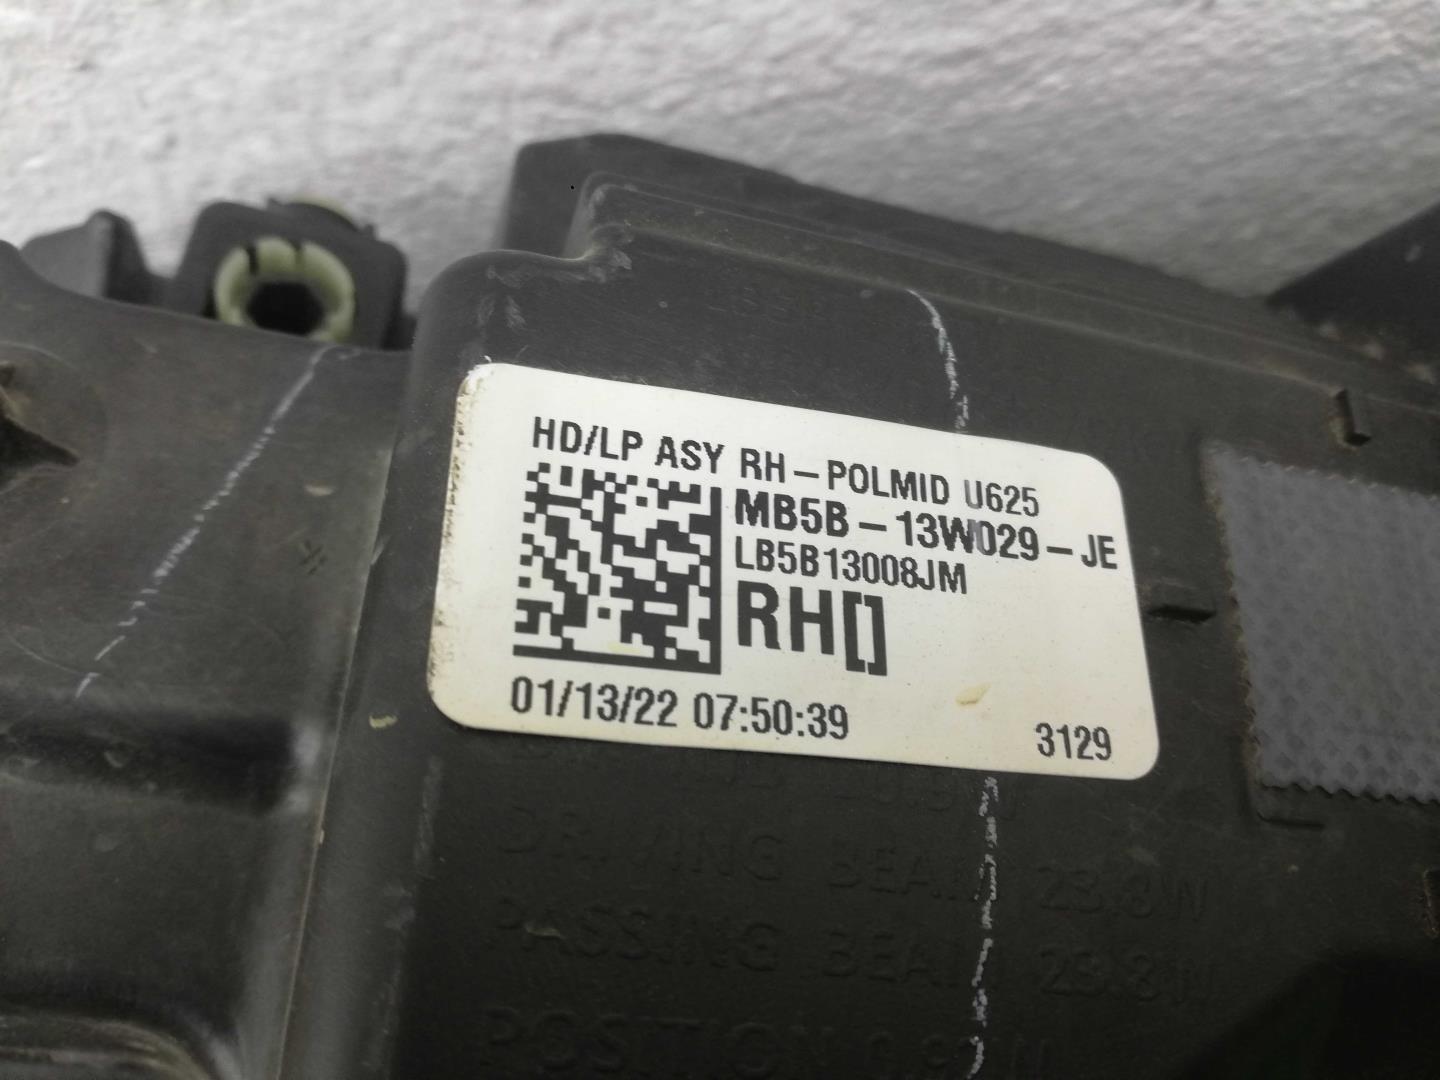 HD/LP ASY RH-POLMID U625
MB5B-13W029-JE
LB5B13008JM
RH[]
01/13/22 07:50:39
3129
DRIVING BEAM 23.8W
PASSING BEAM 23.8W
POSITION